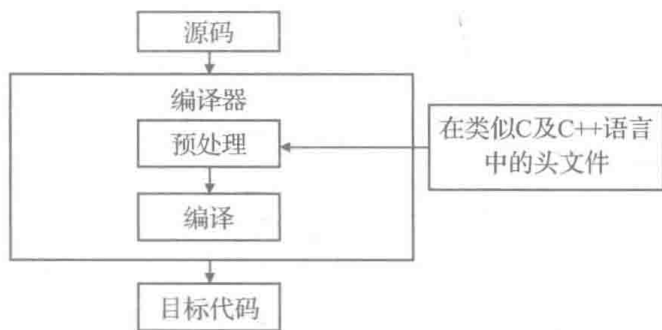 源码
编译器
预处理
在类似C及C++语言
中的头文件
编译
目标代码